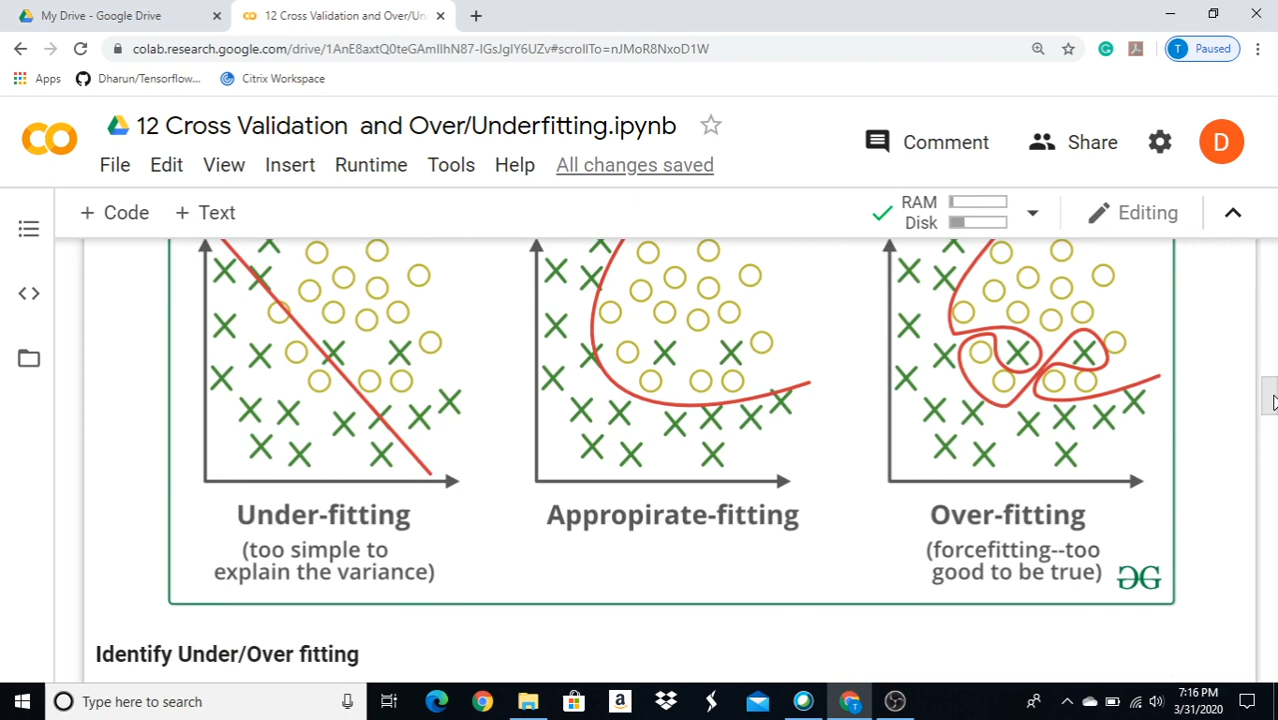 My Drive - Google Drive
12 Cross Validation and Over/Un
colab.research.google.com/drive/1AnE8axtQ0teGAmIlhN87-IGsJgIY6UZv#scrollTo=nJMoR8NxoD1W
T Paused
Apps
Dharun/Tensorflow...
Citrix Workspace
12 Cross Validation and Over/Underfitting.ipynb
Comment
Share
D
File Edit View Insert Runtime Tools Help All changes saved
+ Code + Text
RAM
Disk
Editing
Under-fitting
(too simple to
explain the variance)
Appropirate-fitting
Over-fitting
(forcefitting--too
good to be true)
Identify Under/Over fitting
Type here to search
7:16 PM
3/31/2020